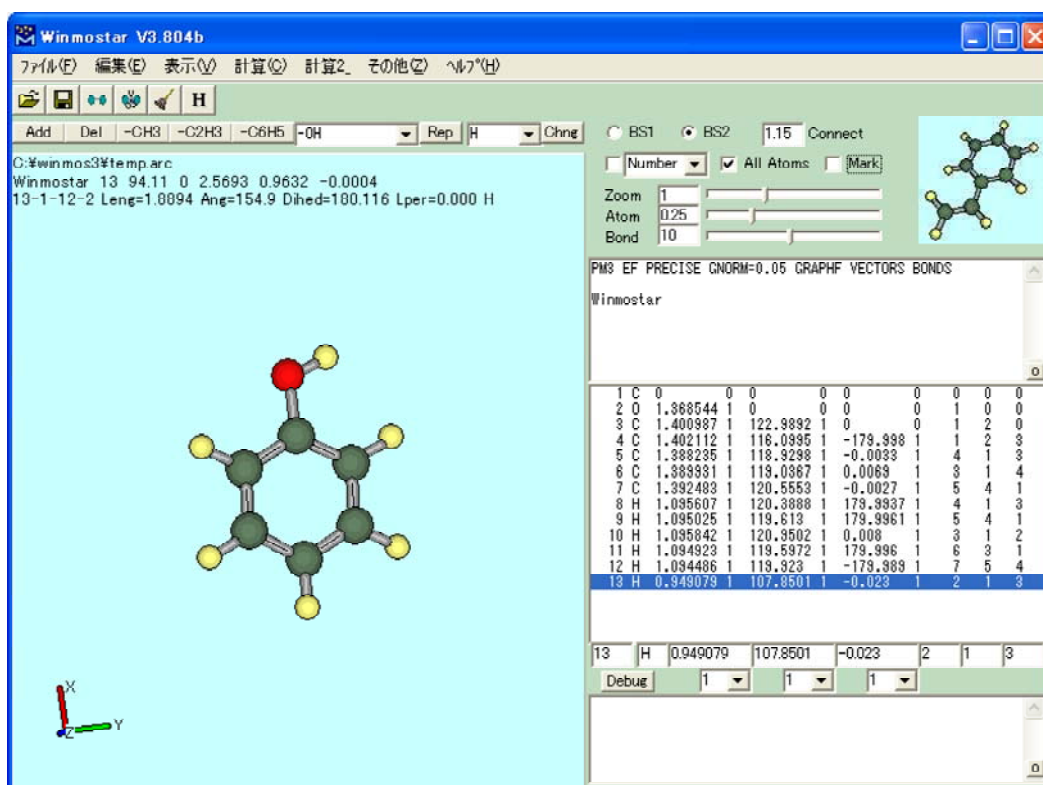 Winmostar V3.804b
ファイル(F) 編集(E) 表示(V) 計算(C) 計算2_ その他(Z) ヘルプ(H)
H
Add Del -CH3 -C2H3 -C6H5 -OH Rep H Chng
BS1 BS2 1.15 Connect
Number All Atoms Mark
Zoom 1
Atom 0.25
Bond 10
C:¥winmos3¥temp.arc
Winmostar 13 94.11 0 2.5693 0.9632 -0.0004
13-1-12-2 Leng=1.8894 Ang=154.9 Dihed=180.116 Lper=0.000 H
X
Y
Z
PM3 EF PRECISE GNORM=0.05 GRAPHF VECTORS BONDS
Winmostar
O
1 C 0 0 0 0 0 0 0 0
2 O 1.368544 1 0 0 0 0 1 0 0
3 C 1.400987 1 122.9892 1 0 0 1 2 0
4 C 1.402112 1 116.0995 1 -179.998 1 1 2 3
5 C 1.388235 1 118.9298 1 -0.0033 1 4 1 3
6 C 1.389931 1 119.0367 1 0.0069 1 3 1 4
7 C 1.392483 1 120.5553 1 -0.0027 1 5 4 1
8 H 1.095607 1 120.3888 1 179.9937 1 4 1 3
9 H 1.095025 1 119.613 1 179.9961 1 5 4 1
10 H 1.095842 1 120.9502 1 0.008 1 3 1 2
11 H 1.094923 1 119.5972 1 179.996 1 6 3 1
12 H 1.094486 1 119.923 1 -179.989 1 7 5 4
13 H 0.949079 1 107.8501 1 -0.023 1 2 1 3
13 H 0.949079 107.8501 -0.023 2 1 3
Debug 1 1 1
O